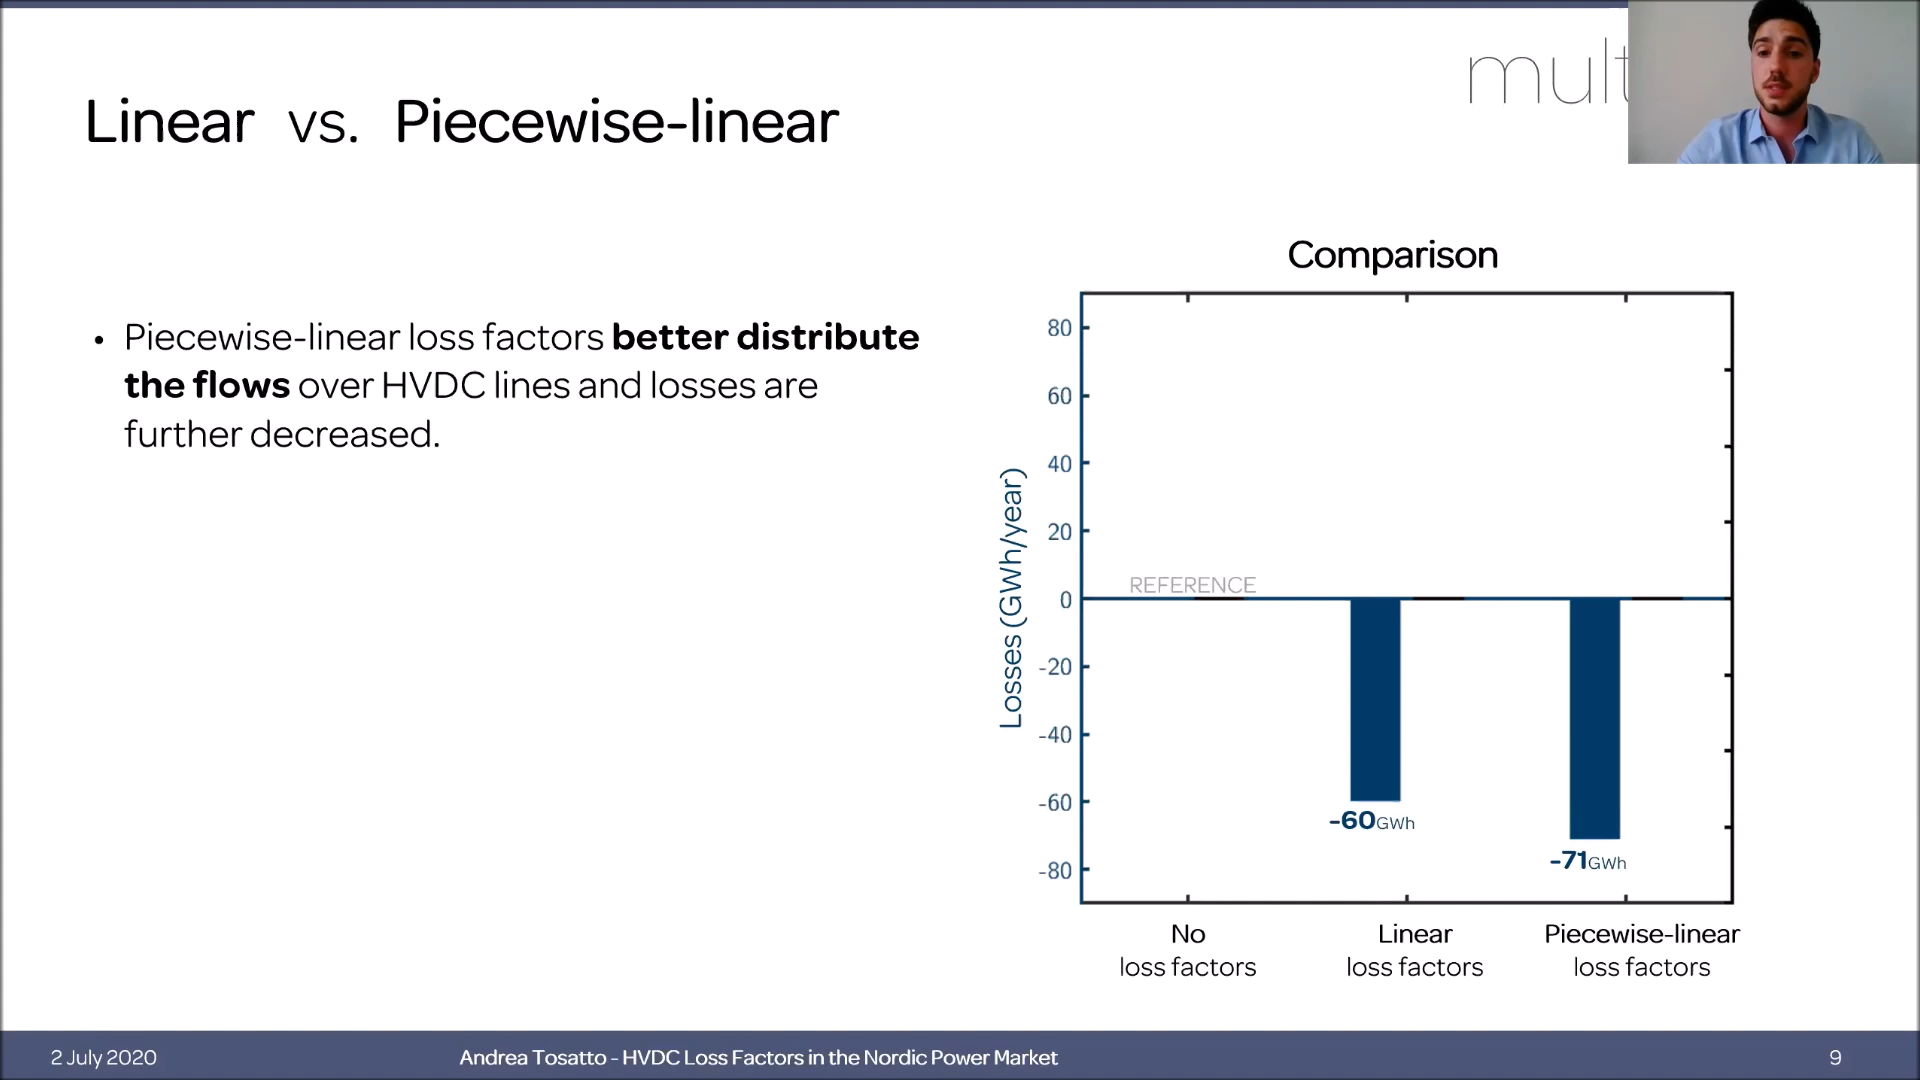 mult
Linear vs. Piecewise-linear
• Piecewise-linear loss factors better distribute
the flows over HVDC lines and losses are
further decreased.
Comparison
Losses (GWh/year)
80
60
40
20
0
-20
-40
-60
-80
REFERENCE
-60GWh
-71GWh
No
loss factors
Linear
loss factors
Piecewise-linear
loss factors
2 July 2020
Andrea Tosatto - HVDC Loss Factors in the Nordic Power Market
9